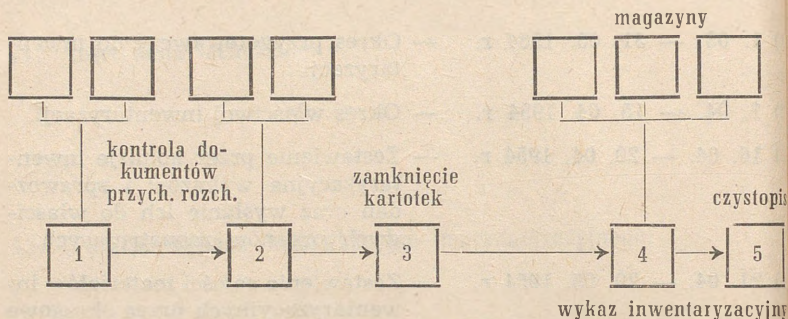 magazyny
kontrola do-
kumentów
przych. rozch.
zamknięcie
kartotek
czystopis
1
2
3
4
5
wykaz inwentaryzacyjny